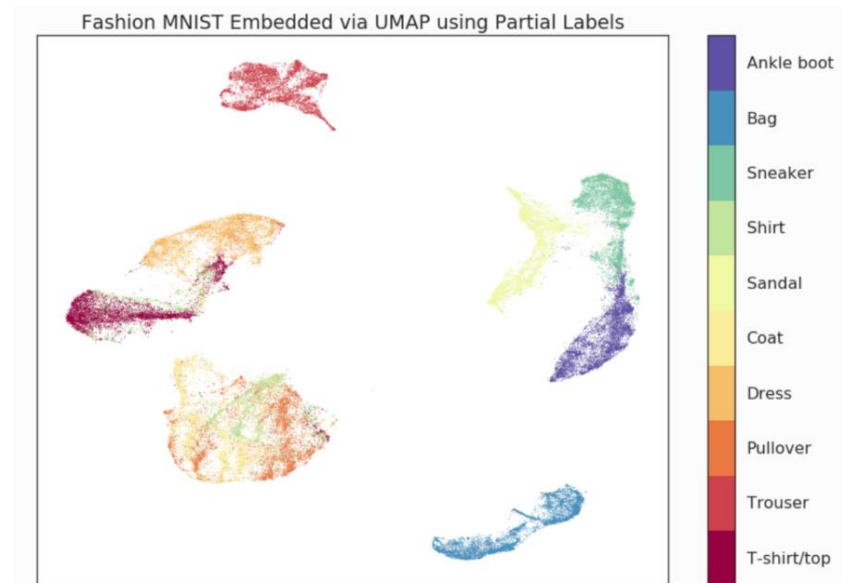 Fashion MNIST Embedded via UMAP using Partial Labels
Ankle boot
Bag
Sneaker
Shirt
Sandal
Coat
Dress
Pullover
Trouser
T-shirt/top